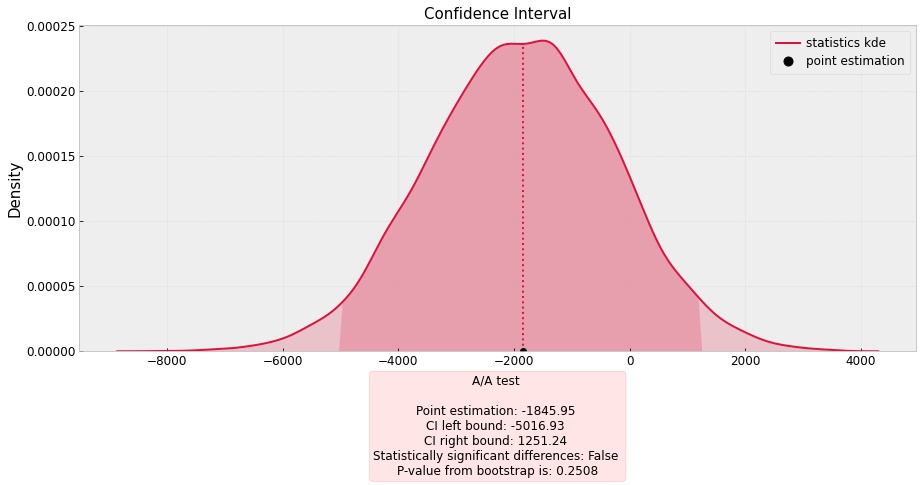 Confidence Interval
0.00025
0.00020
0.00015
0.00010
0.00005
0.00000
Density
statistics kde
point estimation
−8000 −6000 −4000 −2000 0 2000 4000
A/A test
Point estimation: -1845.95
CI left bound: -5016.93
CI right bound: 1251.24
Statistically significant differences: False
P-value from bootstrap is: 0.2508